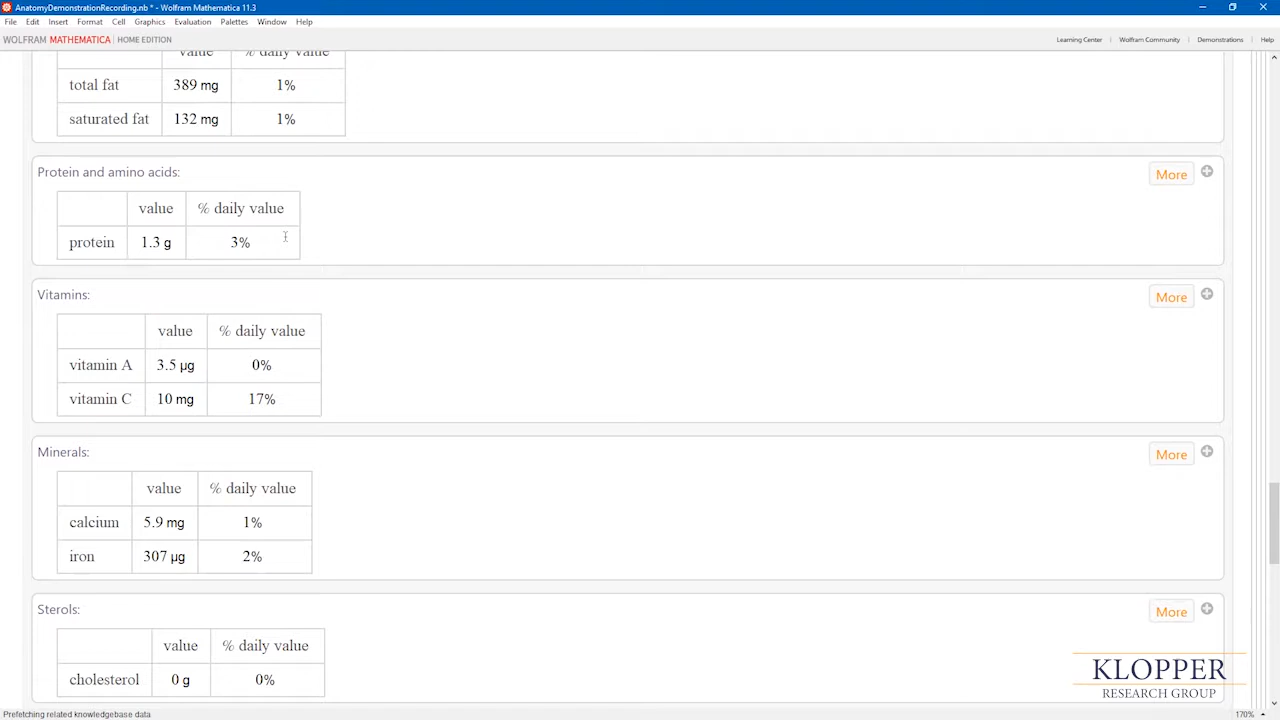 AnatomyDemonstrationRecording.nb * - Wolfram Mathematica 11.3
File Edit Insert Format Cell Graphics Evaluation Palettes Window Help
WOLFRAM MATHEMATICA | HOME EDITION Learning Center | Wolfram Community | Demonstrations | Help
value % daily value
total fat 389 mg 1%
saturated fat 132 mg 1%
Protein and amino acids: More
value % daily value
protein 1.3 g 3%
Vitamins: More
value % daily value
vitamin A 3.5 µg 0%
vitamin C 10 mg 17%
Minerals: More
value % daily value
calcium 5.9 mg 1%
iron 307 µg 2%
Sterols: More
value % daily value
cholesterol 0 g 0%
KLOPPER
RESEARCH GROUP
Prefetching related knowledgebase data 170%